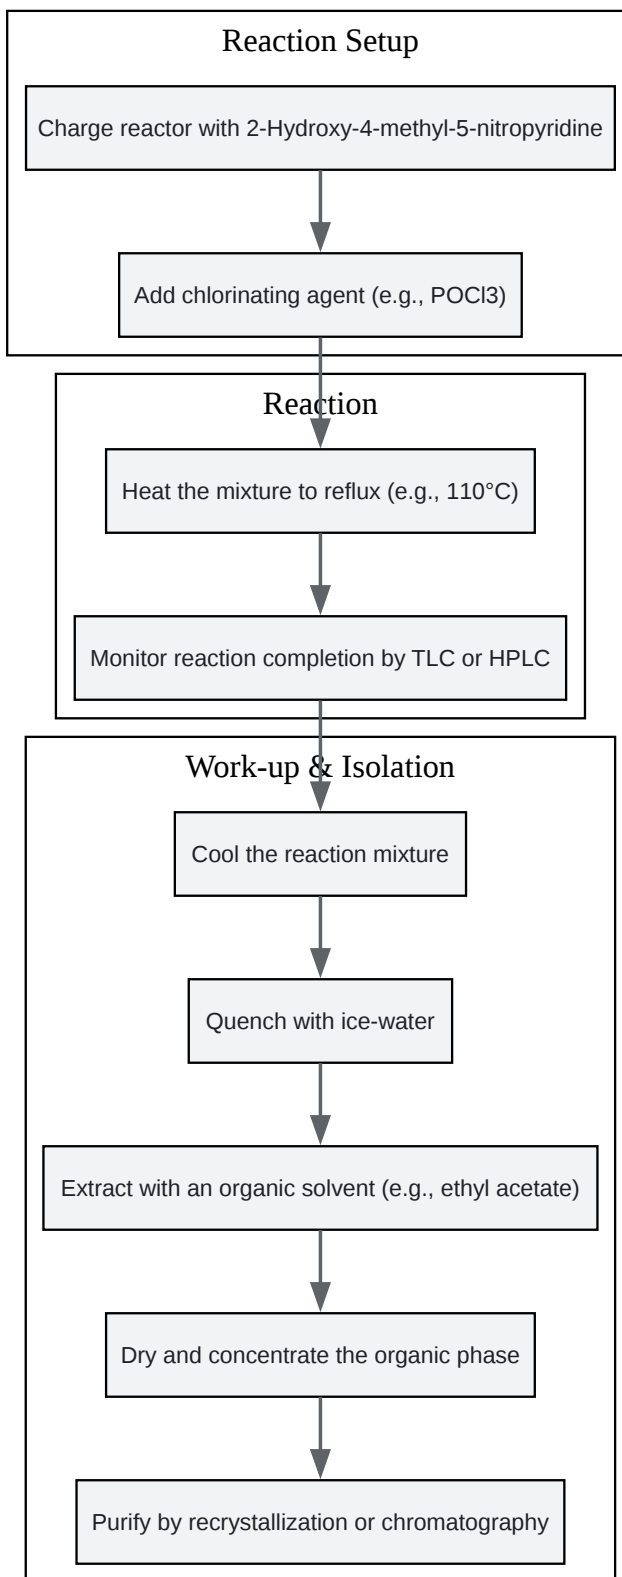 Reaction Setup
Charge reactor with 2-Hydroxy-4-methyl-5-nitropyridine
Add chlorinating agent (e.g., POCl3)
Reaction
Heat the mixture to reflux (e.g., 110°C)
Monitor reaction completion by TLC or HPLC
Work-up & Isolation
Cool the reaction mixture
Quench with ice-water
Extract with an organic solvent (e.g., ethyl acetate)
Dry and concentrate the organic phase
Purify by recrystallization or chromatography